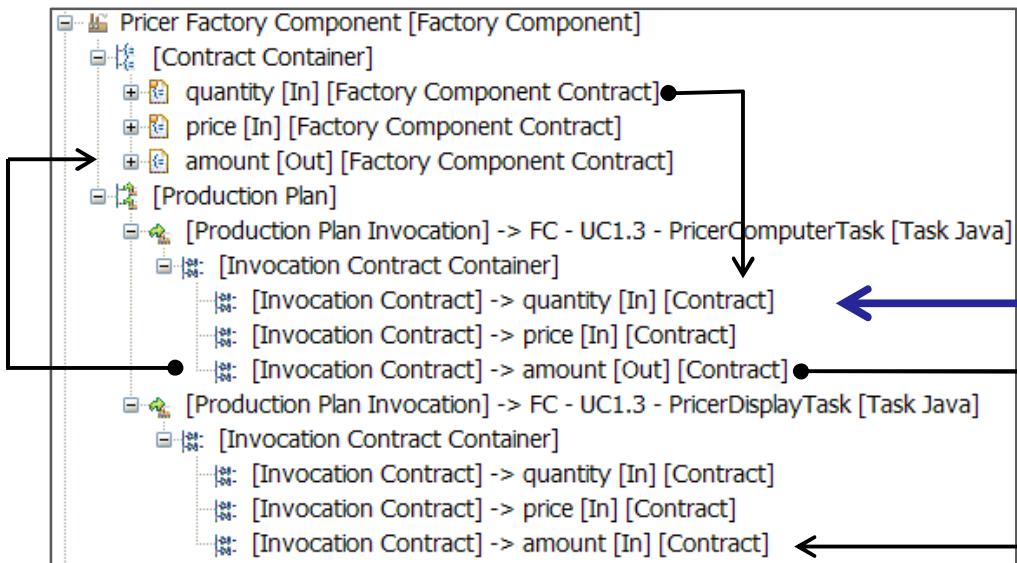 Pricer Factory Component [Factory Component]
[Contract Container]
quantity [In] [Factory Component Contract]
price [In] [Factory Component Contract]
amount [Out] [Factory Component Contract]
[Production Plan]
[Production Plan Invocation] -> FC - UC1.3 - PricerComputerTask [Task Java]
[Invocation Contract Container]
[Invocation Contract] -> quantity [In] [Contract]
[Invocation Contract] -> price [In] [Contract]
[Invocation Contract] -> amount [Out] [Contract]
[Production Plan Invocation] -> FC - UC1.3 - PricerDisplayTask [Task Java]
[Invocation Contract Container]
[Invocation Contract] -> quantity [In] [Contract]
[Invocation Contract] -> price [In] [Contract]
[Invocation Contract] -> amount [In] [Contract]